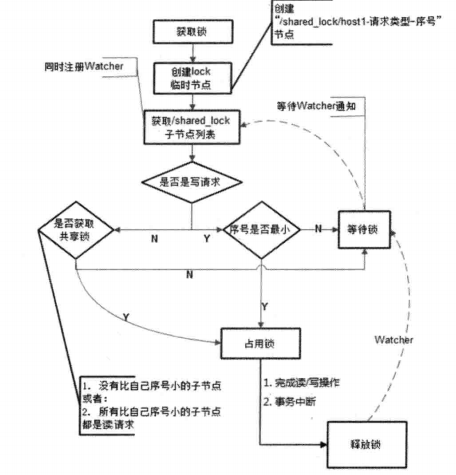 创建
“/shared_lock/host1-请求类型-序号”
节点
获取锁
同时注册Watcher
创建lock
临时节点
等待Watcher通知
获取/shared_lock
子节点列表
是否是写请求
是否获取
共享锁
N
Y
序号是否最小
N
等待锁
N
Y
Y
占用锁
Watcher
1. 没有比自己序号小的子节点
或者:
2. 所有比自己序号小的子节点
都是读请求
1. 完成读/写操作
2. 事务中断
释放锁